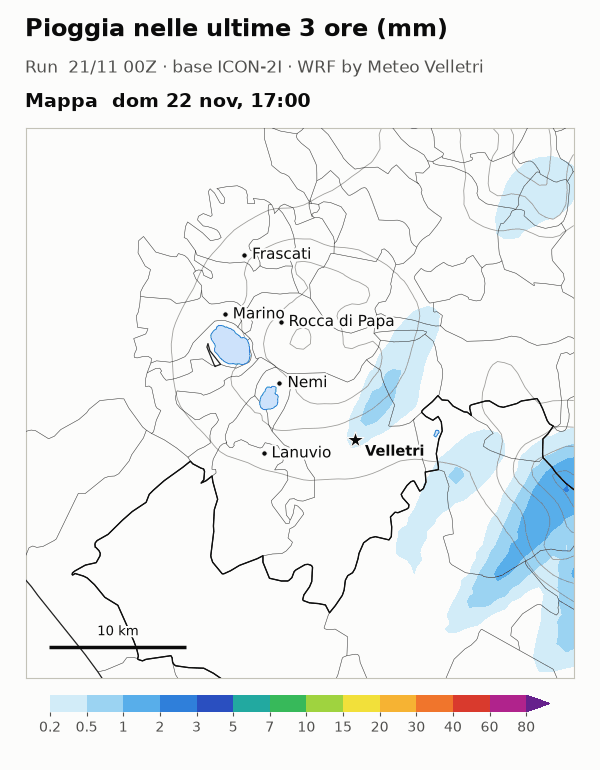 Pioggia nelle ultime 3 ore (mm)
Run 21/11 00Z · base ICON-2I · WRF by Meteo Velletri
Mappa dom 22 nov, 17:00
Frascati
Marino
Rocca di Papa
Nemi
Velletri
Lanuvio
10 km
0.2 0.5 1 2 3 5 7 10 15 20 30 40 60 80